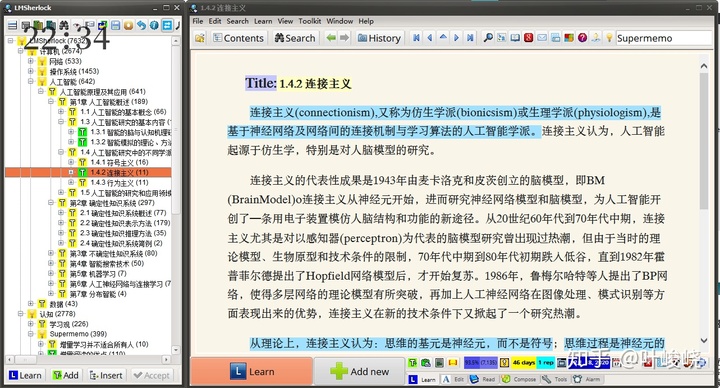 LMSherlock
22:34
LMSherlock
计算机 (2674)
网络 (533)
操作系统 (1453)
人工智能 (642)
人工智能原理及其应用 (641)
第1章 人工智能概述 (189)
1.1 人工智能的基本概念 (66)
1.3 人工智能研究的基本内容 (1
1.3.1 智能的脑与认知机理研
1.3.2 智能模拟的理论、方
1.4 人工智能研究中的不同学派
1.4.1 符号主义 (16)
1.4.2 连接主义 (11)
1.4.3 行为主义 (11)
1.5 人工智能的研究和应用领域
第2章 确定性知识系统 (297)
2.1 确定性知识系统概述 (77)
2.2 确定性知识表示方法 (179)
2.3 确定性知识推理方法 (35)
2.4 确定性知识系统简例 (2)
第3章 不确定性知识系统 (80)
第4章 智能搜索技术 (50)
第5章 机器学习 (7)
第6章 人工神经网络与连接学习 (7
第7章 分布智能 (4)
数据 (43)
认知 (2778)
学习观 (226)
Supermemo (399)
增量学习并不适合所有人 (10)
Learn
Add
Insert
Accept
1.4.2 连接主义
File Edit Search Learn View Toolkit Window Help
Contents
Search
History
Supermemo
Title: 1.4.2 连接主义
连接主义(connectionism),又称为仿生学派(bionicsism)或生理学派(physiologism),是
基于神经网络及网络间的连接机制与学习算法的人工智能学派。连接主义认为，人工智能
起源于仿生学，特别是对人脑模型的研究。
连接主义的代表性成果是1943年由麦卡洛克和皮茨创立的脑模型，即BM
(BrainModel)o连接主义从神经元开始，进而研究神经网络模型和脑模型，为人工智能开
创了一条用电子装置模仿人脑结构和功能的新途径。从20世纪60年代到70年代中期，连接
主义尤其是对以感知器(perceptron)为代表的脑模型研究曾出现过热潮，但由于当时的理
论模型、生物原型和技术条件的限制，70年代中期到80年代初期跌人低谷，直到1982年霍
普菲尔德提出了Hopfield网络模型后，才开始复苏。1986年，鲁梅尔哈特等人提出了BP网
络，使得多层网络的理论模型有所突破，再加上人工神经网络在图像处理、模式识别等方
面表现出来的优势，连接主义在新的技术条件下又掀起了一个研究热潮。
从理论上，连接主义认为：思维的基元是神经元，而不是符号；思维过程是神经元的
Learn
Add new
46 days
1 rep
知乎 @叶峻峣
Learn
Edit
Read
Compose
Tools
Alarm